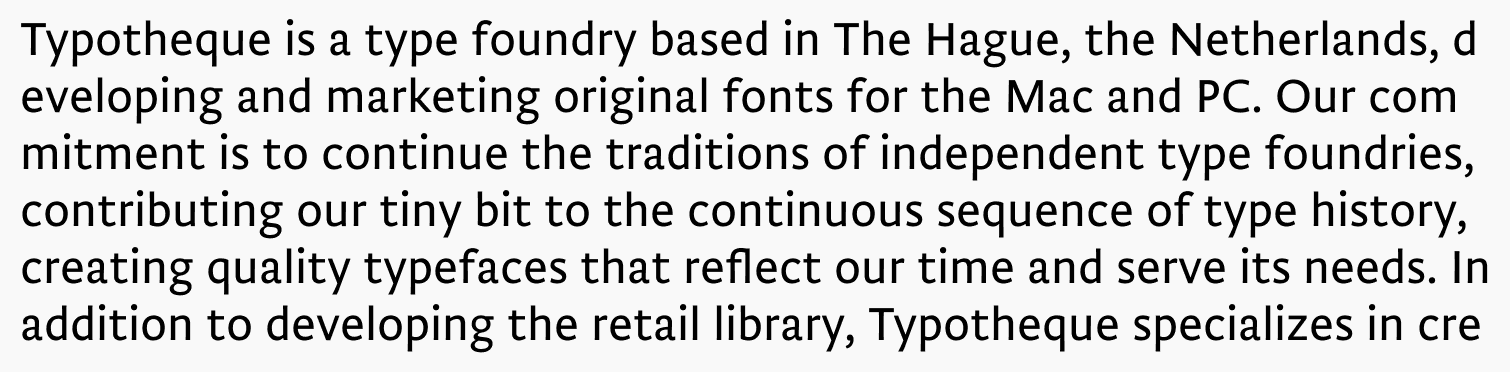 Typotheque is a type foundry based in The Hague, the Netherlands, d
eveloping and marketing original fonts for the Mac and PC. Our com
mitment is to continue the traditions of independent type foundries,
contributing our tiny bit to the continuous sequence of type history,
creating quality typefaces that reflect our time and serve its needs. In
addition to developing the retail library, Typotheque specializes in cre